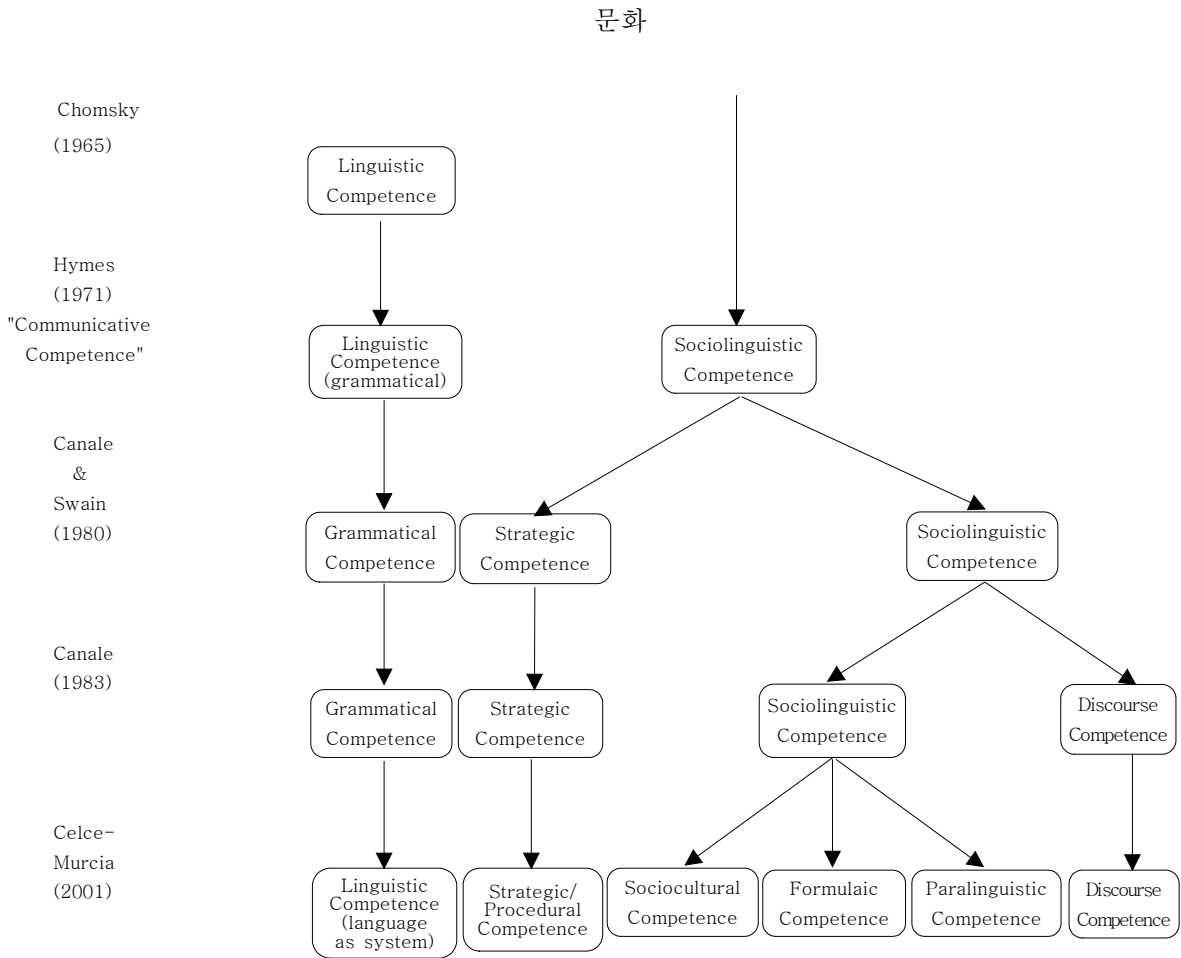 문화
Chomsky
(1965)
Linguistic
Competence
Hymes
(1971)
"Communicative
Competence"
Linguistic
Competence
(grammatical)
Sociolinguistic
Competence
Canale
&
Swain
(1980)
Grammatical
Competence
Strategic
Competence
Sociolinguistic
Competence
Canale
(1983)
Grammatical
Competence
Strategic
Competence
Sociolinguistic
Competence
Discourse
Competence
Celce-
Murcia
(2001)
Linguistic
Competence
(language
as system)
Strategic/
Procedural
Competence
Sociocultural
Competence
Formulaic
Competence
Paralinguistic
Competence
Discourse
Competence